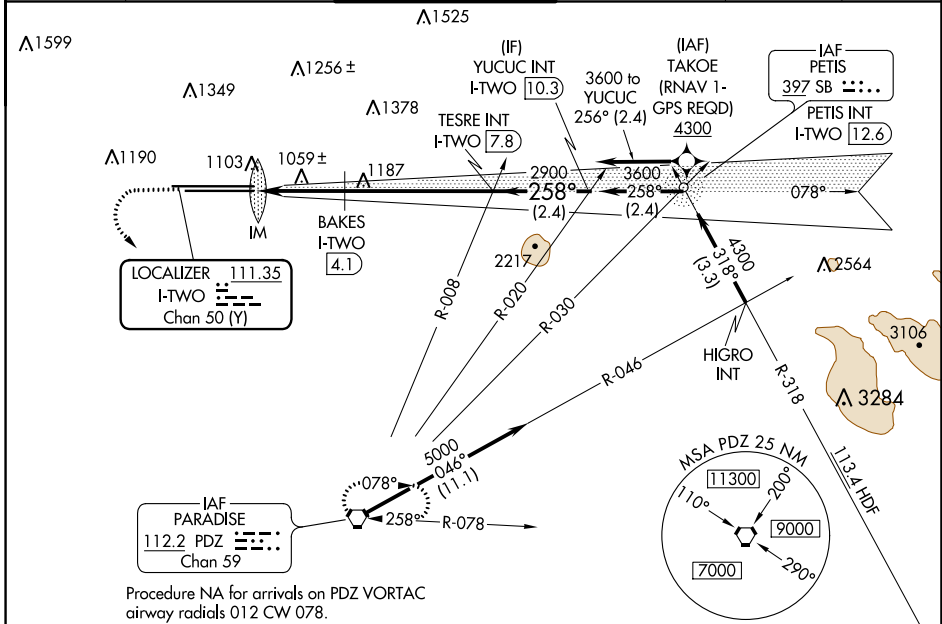 1525
1599
1256 ±
1349
1378
(IF)
YUCUC INT
I-TWO 10.3
3600 to
YUCUC
256° (2.4)
(IAF)
TAKOE
(RNAV 1-
GPS REQD)
4300
IAF
PETIS
397 SB
PETIS INT
I-TWO 12.6
TESRE INT
I-TWO 7.8
1190
1103
1059 ±
1187
2900
258°
(2.4)
3600
258°
(2.4)
078°
IM
BAKES
I-TWO
4.1
LOCALIZER 111.35
I-TWO
Chan 50 (Y)
2217
4300
318°
(3.3)
2564
R-008
R-020
R-030
HIGRO
INT
3106
R-046
R-318
3284
5000
046°
(11.1)
113.4 HDF
078°
258°
R-078
IAF
PARADISE
112.2 PDZ
Chan 59
MSA PDZ 25 NM
11300
200°
110°
9000
7000
290°
Procedure NA for arrivals on PDZ VORTAC
airway radials 012 CW 078.